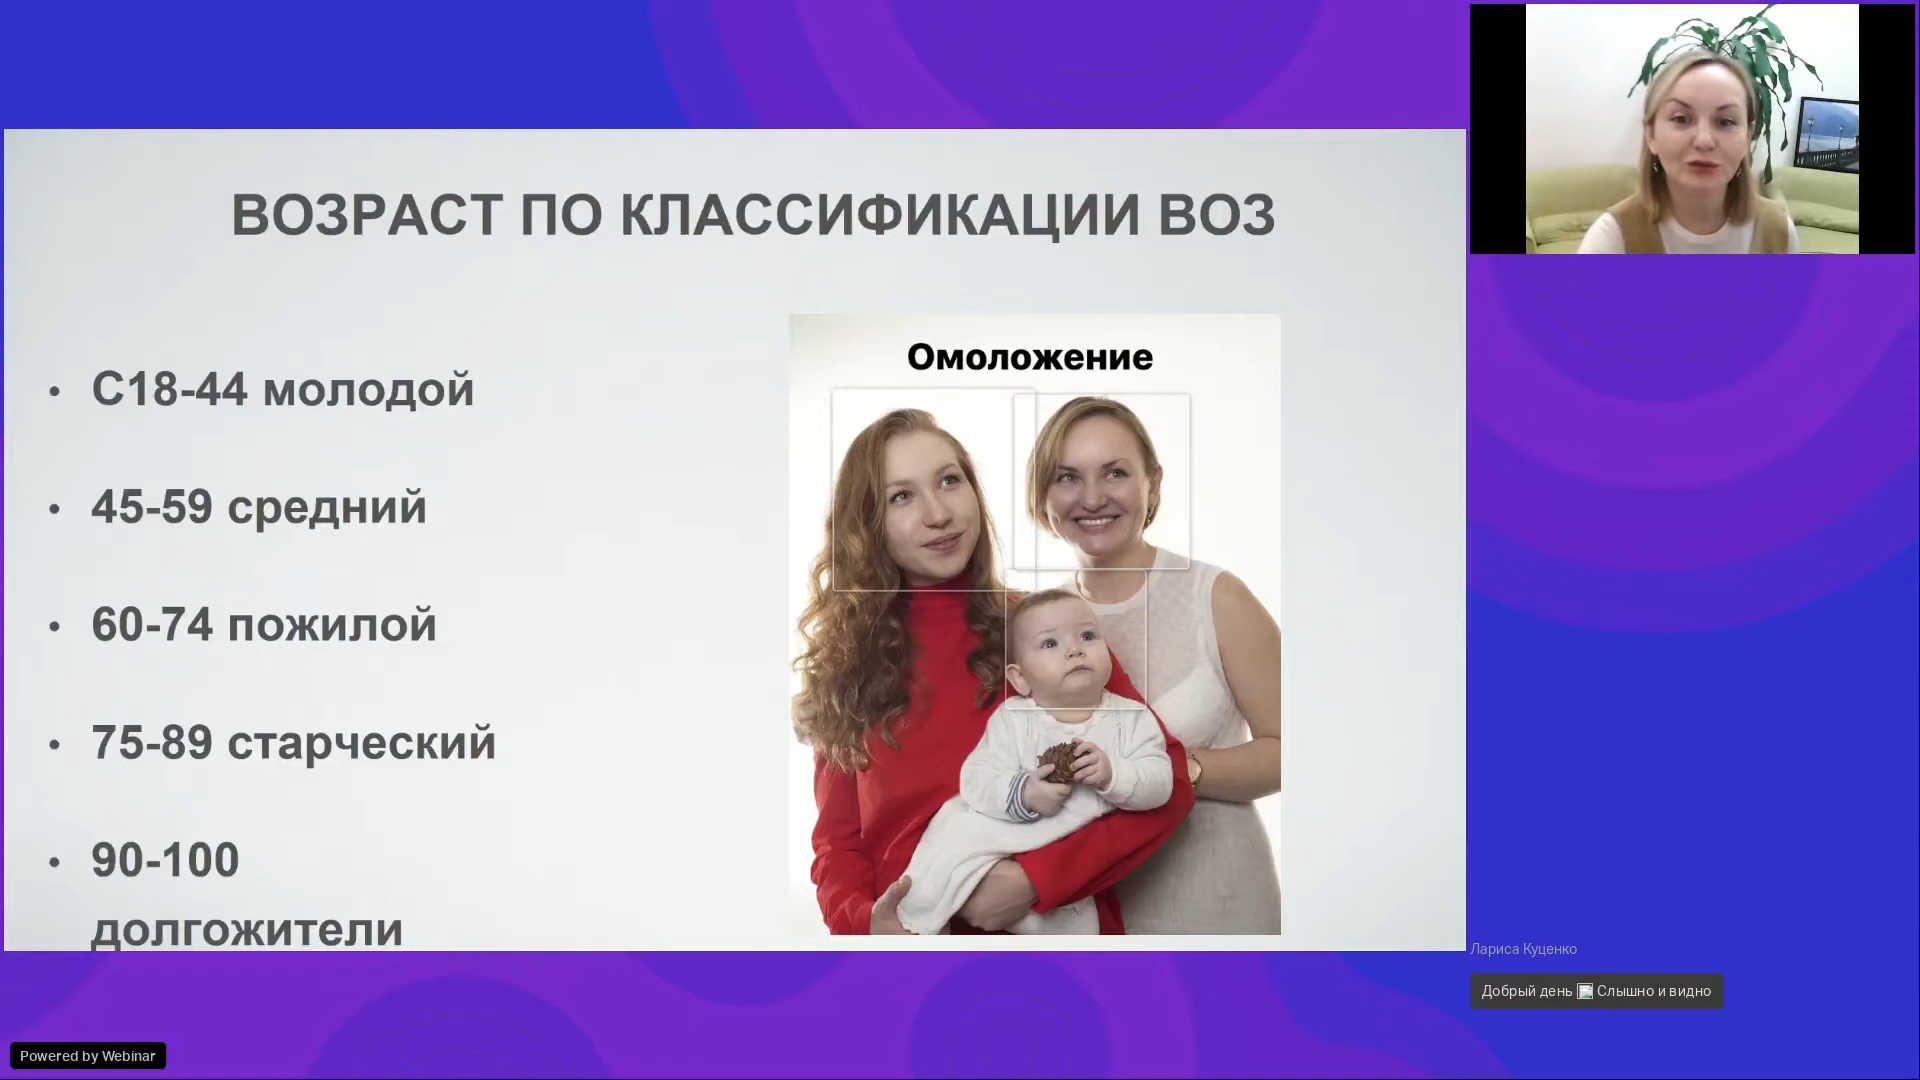 ВОЗРАСТ ПО КЛАССИФИКАЦИИ ВОЗ
• С18-44 молодой
• 45-59 средний
• 60-74 пожилой
• 75-89 старческий
• 90-100
долгожители
Омоложение
Лариса Куценко
Добрый день Слышно и видно
Powered by Webinar